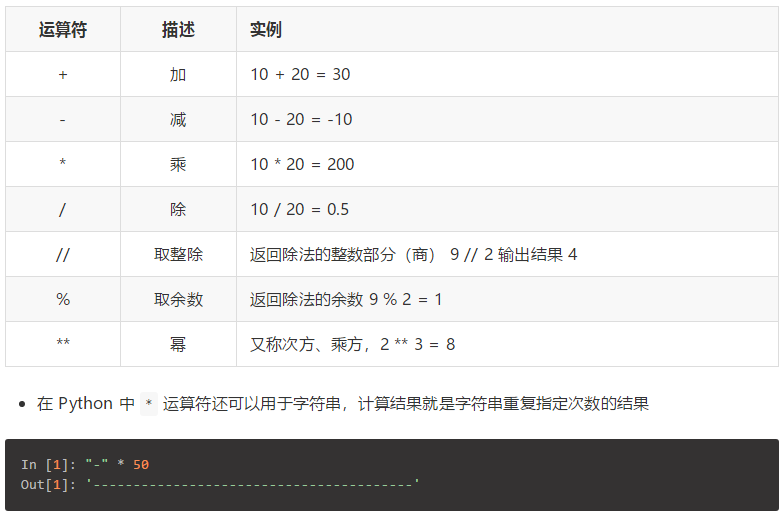 运算符 描述 实例
+ 加 10 + 20 = 30
- 减 10 - 20 = -10
* 乘 10 * 20 = 200
/ 除 10 / 20 = 0.5
// 取整除 返回除法的整数部分（商） 9 // 2 输出结果 4
% 取余数 返回除法的余数 9 % 2 = 1
** 幂 又称次方、乘方，2 ** 3 = 8
• 在 Python 中 * 运算符还可以用于字符串，计算结果就是字符串重复指定次数的结果
In [1]: "-" * 50
Out[1]: '----------------------------------------'